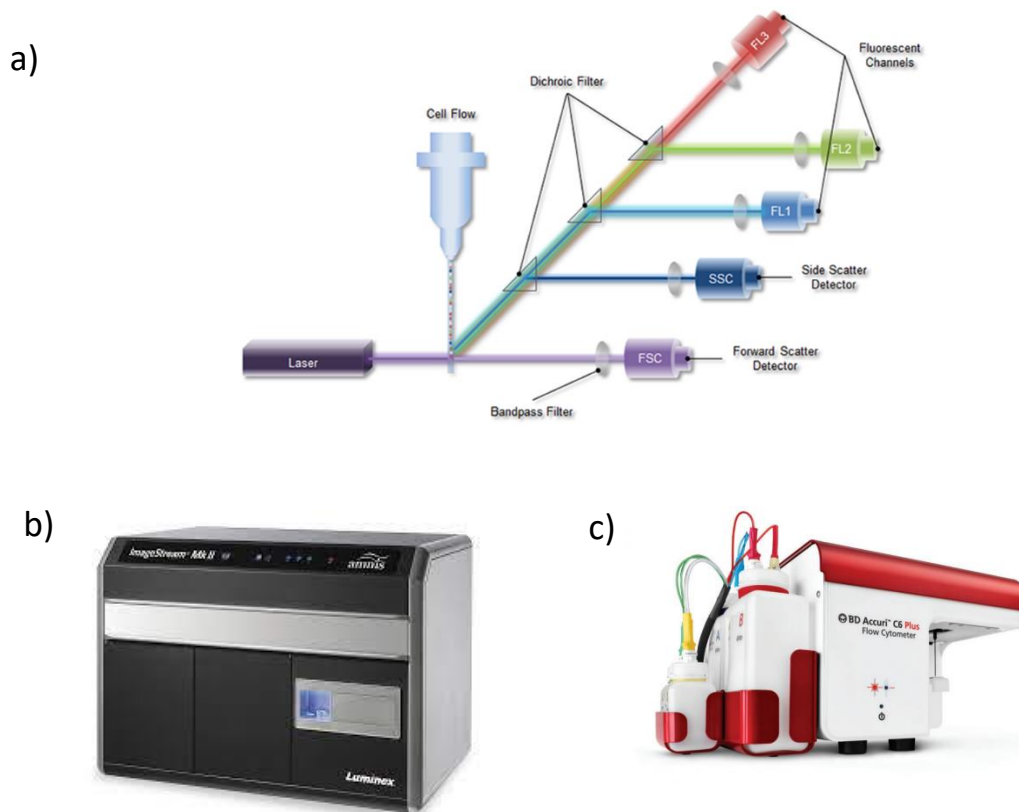 a)
Cell Flow
Dichroic Filter
FL3
Fluorescent
Channels
FL2
FL1
SSC
Side Scatter
Detector
Laser
FSC
Forward Scatter
Detector
Bandpass Filter
b)
ImageStream Mk II
amnis
Luminex
c)
BD Accuri™ C6 Plus
Flow Cytometer